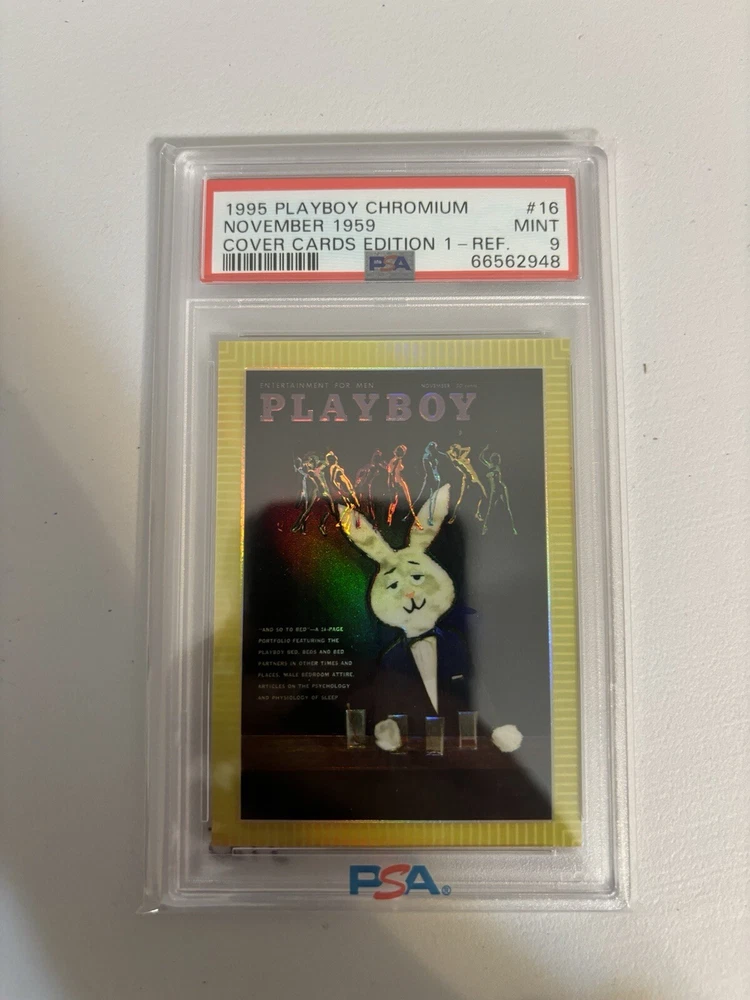 1995 PLAYBOY CHROMIUM #16
NOVEMBER 1959 MINT
COVER CARDS EDITION 1 - REF. 9
PSA 66562948
ENTERTAINMENT FOR MEN NOVEMBER
PLAYBOY
"AND SO TO BED"—A 14-PAGE
PORTFOLIO FEATURING THE
PLAYBOY BED, BEDS AND BED
PARTNERS IN OTHER TIMES AND
PLACES, MALE BEDROOM ATTIRE,
ARTICLES ON THE PSYCHOLOGY
AND PHYSIOLOGY OF SLEEP
PSA®